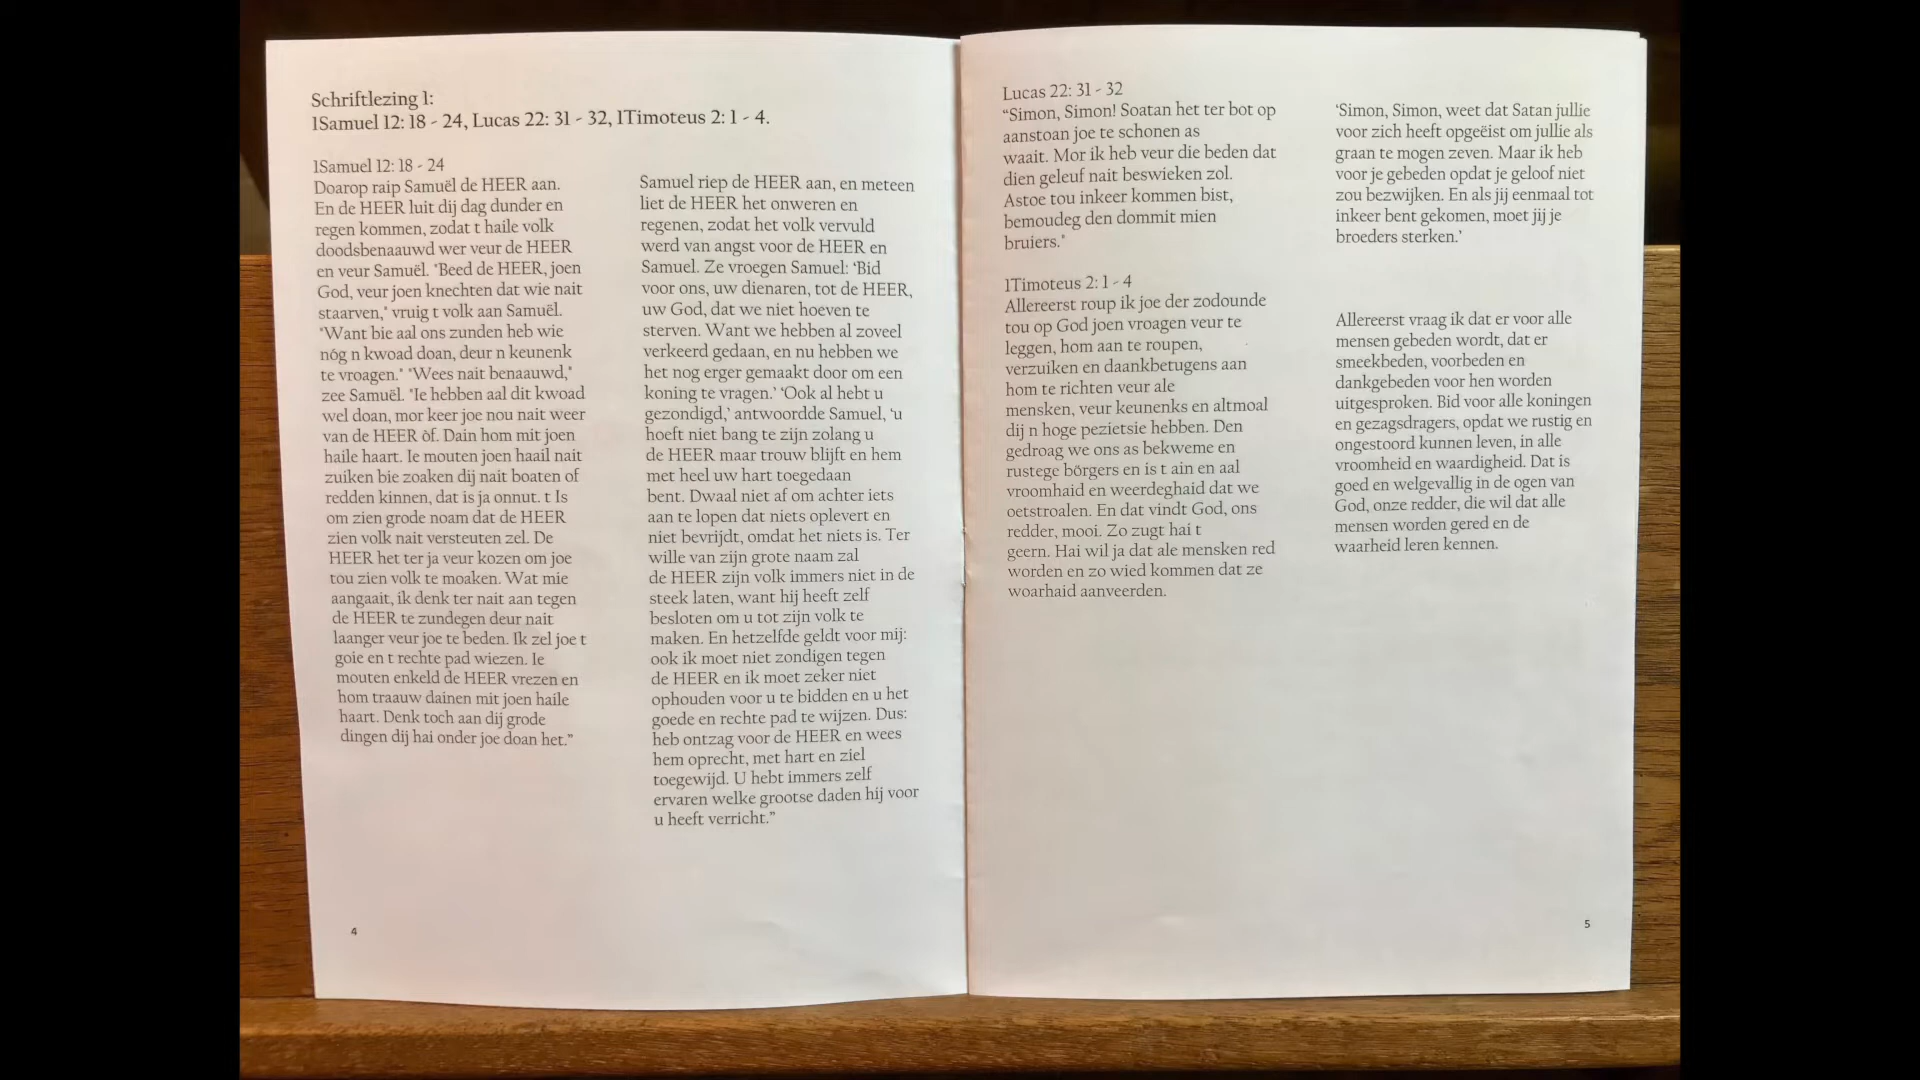 Schriftlezing 1:
1Samuel 12: 18 - 24, Lucas 22: 31 - 32, 1Timoteus 2: 1 - 4.
1Samuel 12: 18 - 24
Doarop raip Samuël de HEER aan.
En de HEER luit dij dag dunder en
regen kommen, zodat t haile volk
doodsbenaauwd wer veur de HEER
en veur Samuël. "Beed de HEER, joen
God, veur joen knechten dat wie nait
staarven," vruig t volk aan Samuël.
"Want bie aal ons zunden heb wie
nóg n kwoad doan, deur n keunenk
te vroagen." "Wees nait benaauwd,"
zee Samuël. "Ie hebben aal dit kwoad
wel doan, mor keer joe nou nait weer
van de HEER òf. Dain hom mit joen
haile haart. Ie mouten joen haail nait
zuiken bie zoaken dij nait boaten of
redden kinnen, dat is ja onnut. t Is
om zien grode noam dat de HEER
zien volk nait versteuten zel. De
HEER het ter ja veur kozen om joe
tou zien volk te moaken. Wat mie
aangaait, ik denk ter nait aan tegen
de HEER te zundegen deur nait
laanger veur joe te beden. Ik zel joe t
goie en t rechte pad wiezen. Ie
mouten enkeld de HEER vrezen en
hom traauw dainen mit joen haile
haart. Denk toch aan dij grode
dingen dij hai onder joe doan het.”
Samuel riep de HEER aan, en meteen
liet de HEER het onweren en
regenen, zodat het volk vervuld
werd van angst voor de HEER en
Samuel. Ze vroegen Samuel: ‘Bid
voor ons, uw dienaren, tot de HEER,
uw God, dat we niet hoeven te
sterven. Want we hebben al zoveel
verkeerd gedaan, en nu hebben we
het nog erger gemaakt door om een
koning te vragen.’ ‘Ook al hebt u
gezondigd,’ antwoordde Samuel, ‘u
hoeft niet bang te zijn zolang u
de HEER maar trouw blijft en hem
met heel uw hart toegedaan
bent. Dwaal niet af om achter iets
aan te lopen dat niets oplevert en
niet bevrijdt, omdat het niets is. Ter
wille van zijn grote naam zal
de HEER zijn volk immers niet in de
steek laten, want hij heeft zelf
besloten om u tot zijn volk te
maken. En hetzelfde geldt voor mij:
ook ik moet niet zondigen tegen
de HEER en ik moet zeker niet
ophouden voor u te bidden en u het
goede en rechte pad te wijzen. Dus:
heb ontzag voor de HEER en wees
hem oprecht, met hart en ziel
toegewijd. U hebt immers zelf
ervaren welke grootse daden hij voor
u heeft verricht.”
4
Lucas 22: 31 - 32
“Simon, Simon! Soatan het ter bot op
aanstoan joe te schonen as
waait. Mor ik heb veur die beden dat
dien geleuf nait beswieken zol.
Astoe tou inkeer kommen bist,
bemoudeg den dommit mien
bruiers."
1Timoteus 2: 1 - 4
Allereerst roup ik joe der zodounde
tou op God joen vroagen veur te
leggen, hom aan te roupen,
verzuiken en daankbetugens aan
hom te richten veur ale
mensken, veur keunenks en altmoal
dij n hoge pezietsie hebben. Den
gedroag we ons as bekweme en
rustege börgers en is t ain en aal
vroomhaid en weerdeghaid dat we
oetstroalen. En dat vindt God, ons
redder, mooi. Zo zugt hai t
geern. Hai wil ja dat ale mensken red
worden en zo wied kommen dat ze
woarhaid aanveerden.
‘Simon, Simon, weet dat Satan jullie
voor zich heeft opgeëist om jullie als
graan te mogen zeven. Maar ik heb
voor je gebeden opdat je geloof niet
zou bezwijken. En als jij eenmaal tot
inkeer bent gekomen, moet jij je
broeders sterken.’
Allereerst vraag ik dat er voor alle
mensen gebeden wordt, dat er
smeekbeden, voorbeden en
dankgebeden voor hen worden
uitgesproken. Bid voor alle koningen
en gezagsdragers, opdat we rustig en
ongestoord kunnen leven, in alle
vroomheid en waardigheid. Dat is
goed en welgevallig in de ogen van
God, onze redder, die wil dat alle
mensen worden gered en de
waarheid leren kennen.
5